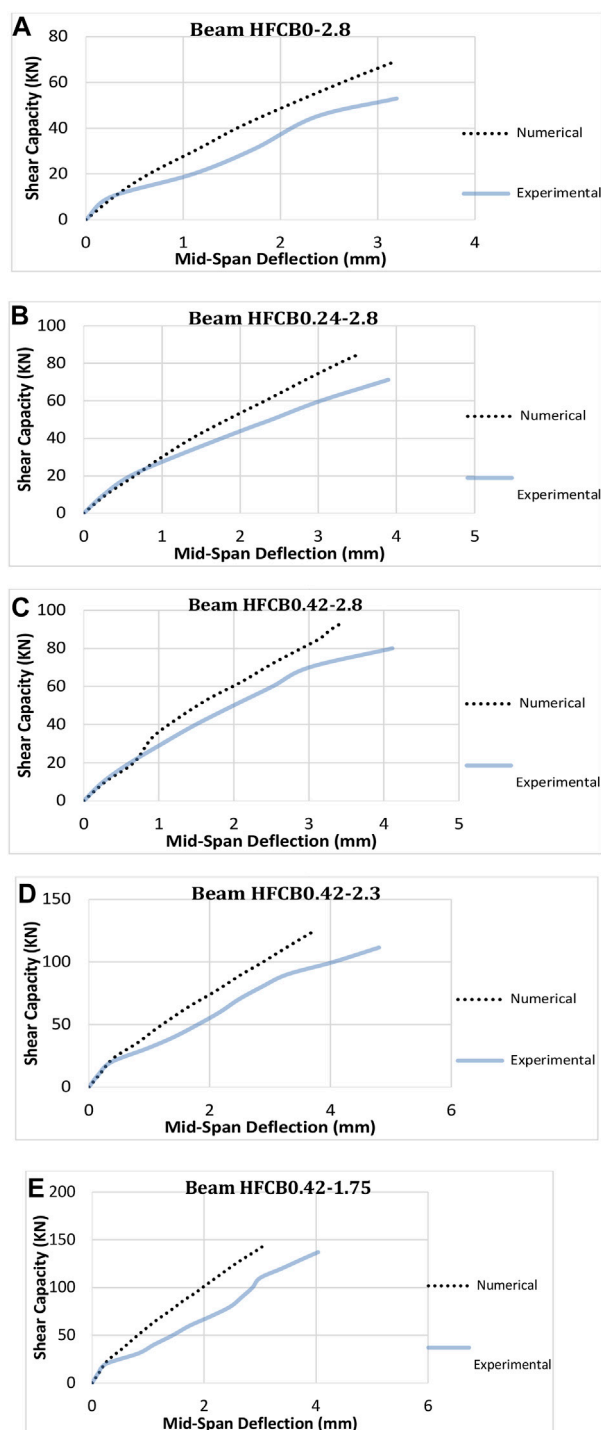 A
Beam HFCB0-2.8
Shear Capacity (KN)
80
60
40
20
0
0 1 2 3 4
Mid-Span Deflection (mm)
Numerical
Experimental
B
Beam HFCB0.24-2.8
Shear Capacity (KN)
100
80
60
40
20
0
0 1 2 3 4 5
Mid-Span Deflection (mm)
Numerical
Experimental
C
Beam HFCB0.42-2.8
Shear Capacity (KN)
100
80
60
40
20
0
0 1 2 3 4 5
Mid-Span Deflection (mm)
Numerical
Experimental
D
Beam HFCB0.42-2.3
Shear Capacity (KN)
150
100
50
0
0 2 4 6
Mid-Span Deflection (mm)
Numerical
Experimental
E
Beam HFCB0.42-1.75
Shear Capacity (KN)
200
150
100
50
0
0 2 4 6
Mid-Span Deflection (mm)
Numerical
Experimental